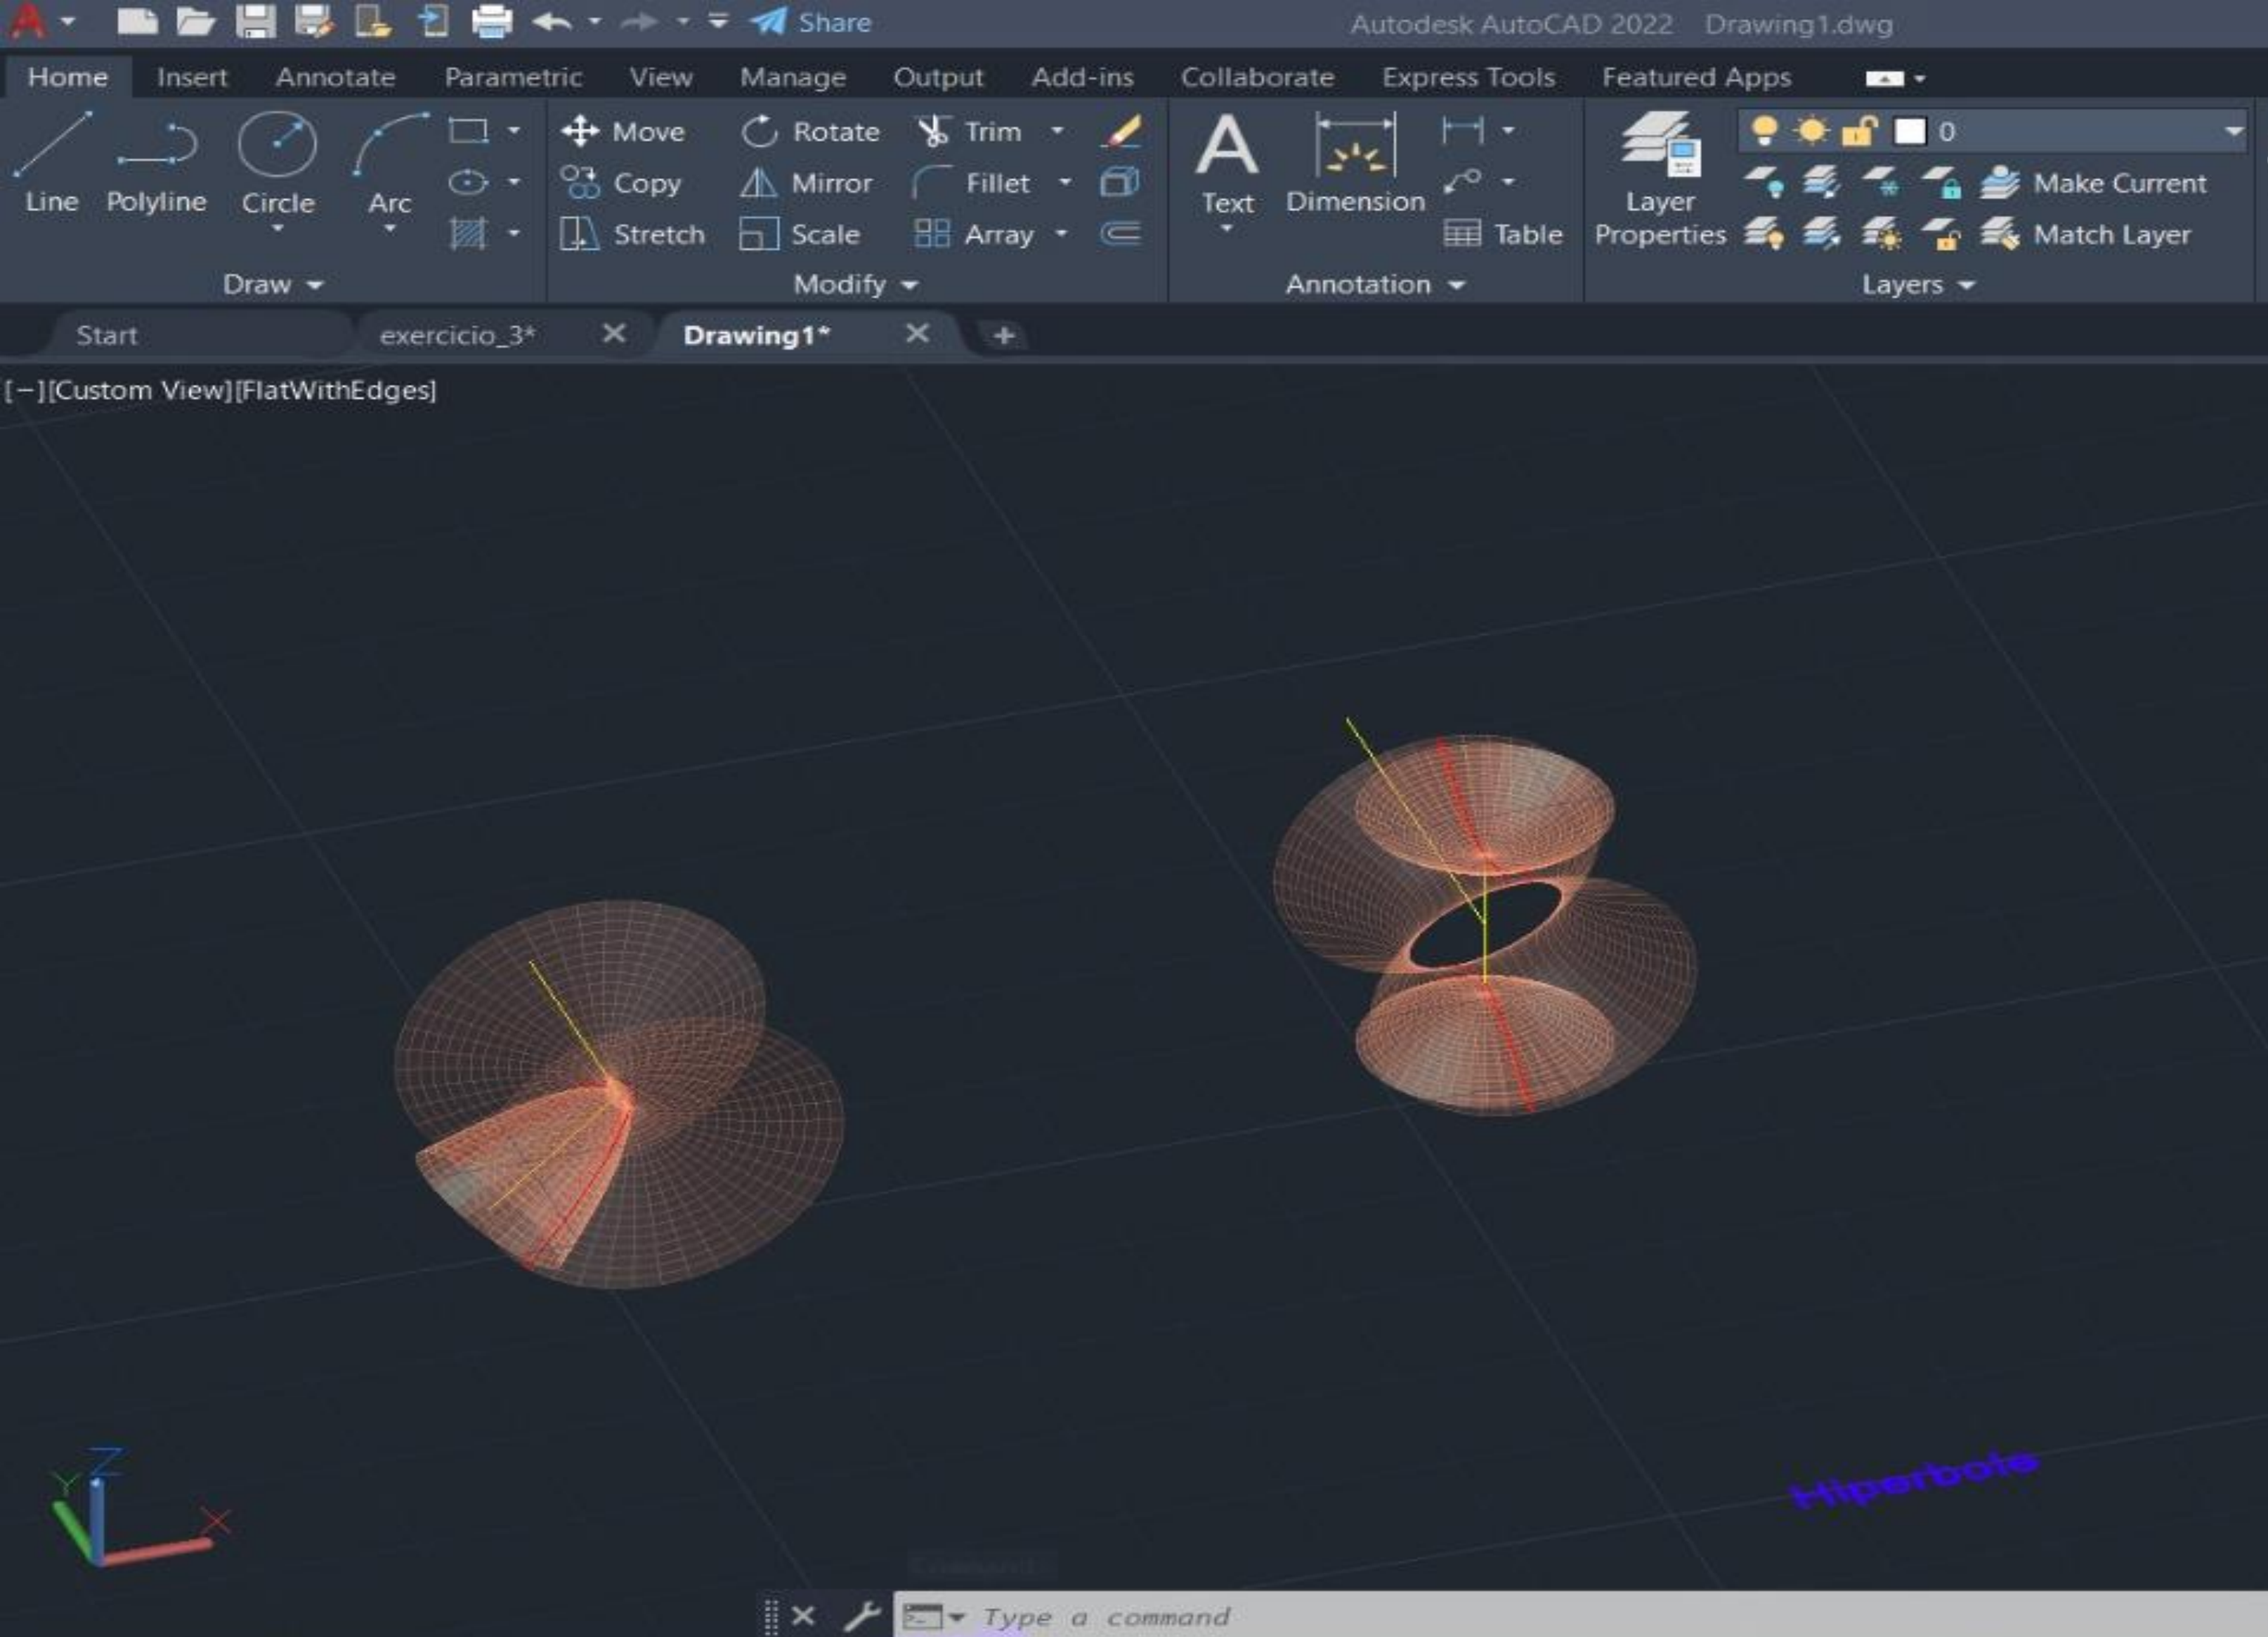 Share
Autodesk AutoCAD 2022 Drawing1.dwg
Home Insert Annotate Parametric View Manage Output Add-ins Collaborate Express Tools Featured Apps
Line Polyline Circle Arc
Move Rotate Trim
Copy Mirror Fillet
Stretch Scale Array
Text Dimension
Table
Layer
Properties
0
Make Current
Match Layer
Draw Modify Annotation Layers
Start exercicio_3* Drawing1* +
[−][Custom View][FlatWithEdges]
Hiperbole
Z
Y
X
Type a command